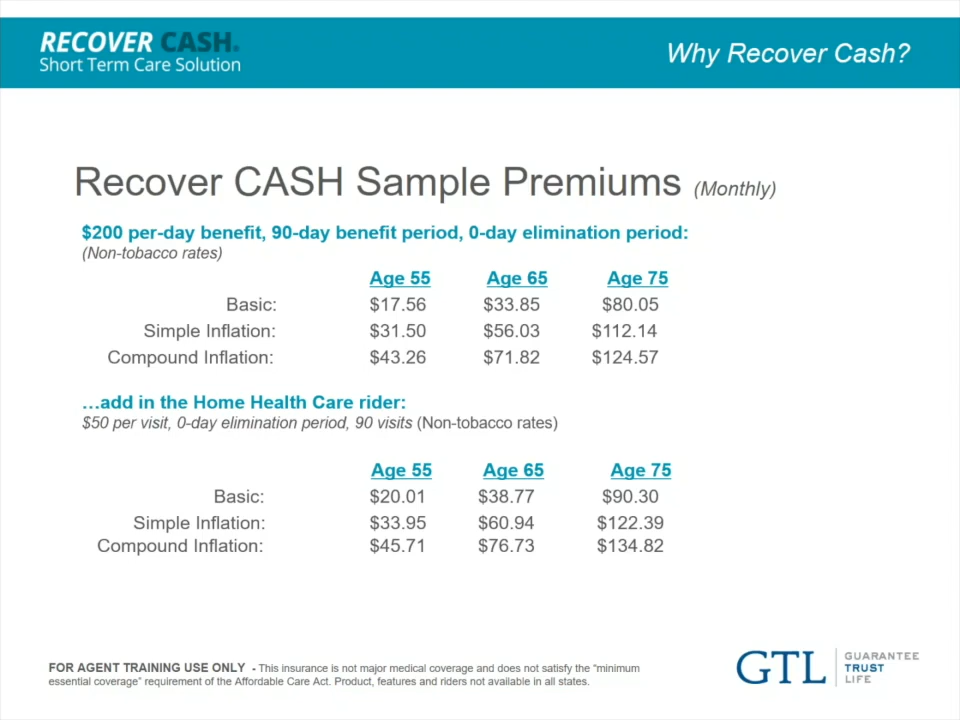 RECOVER CASH®
Short Term Care Solution
Why Recover Cash?
Recover CASH Sample Premiums (Monthly)
$200 per-day benefit, 90-day benefit period, 0-day elimination period:
(Non-tobacco rates)
Age 55 Age 65 Age 75
Basic: $17.56 $33.85 $80.05
Simple Inflation: $31.50 $56.03 $112.14
Compound Inflation: $43.26 $71.82 $124.57
…add in the Home Health Care rider:
$50 per visit, 0-day elimination period, 90 visits (Non-tobacco rates)
Age 55 Age 65 Age 75
Basic: $20.01 $38.77 $90.30
Simple Inflation: $33.95 $60.94 $122.39
Compound Inflation: $45.71 $76.73 $134.82
FOR AGENT TRAINING USE ONLY - This insurance is not major medical coverage and does not satisfy the “minimum
essential coverage” requirement of the Affordable Care Act. Product, features and riders not available in all states.
GTL
GUARANTEE
TRUST
LIFE